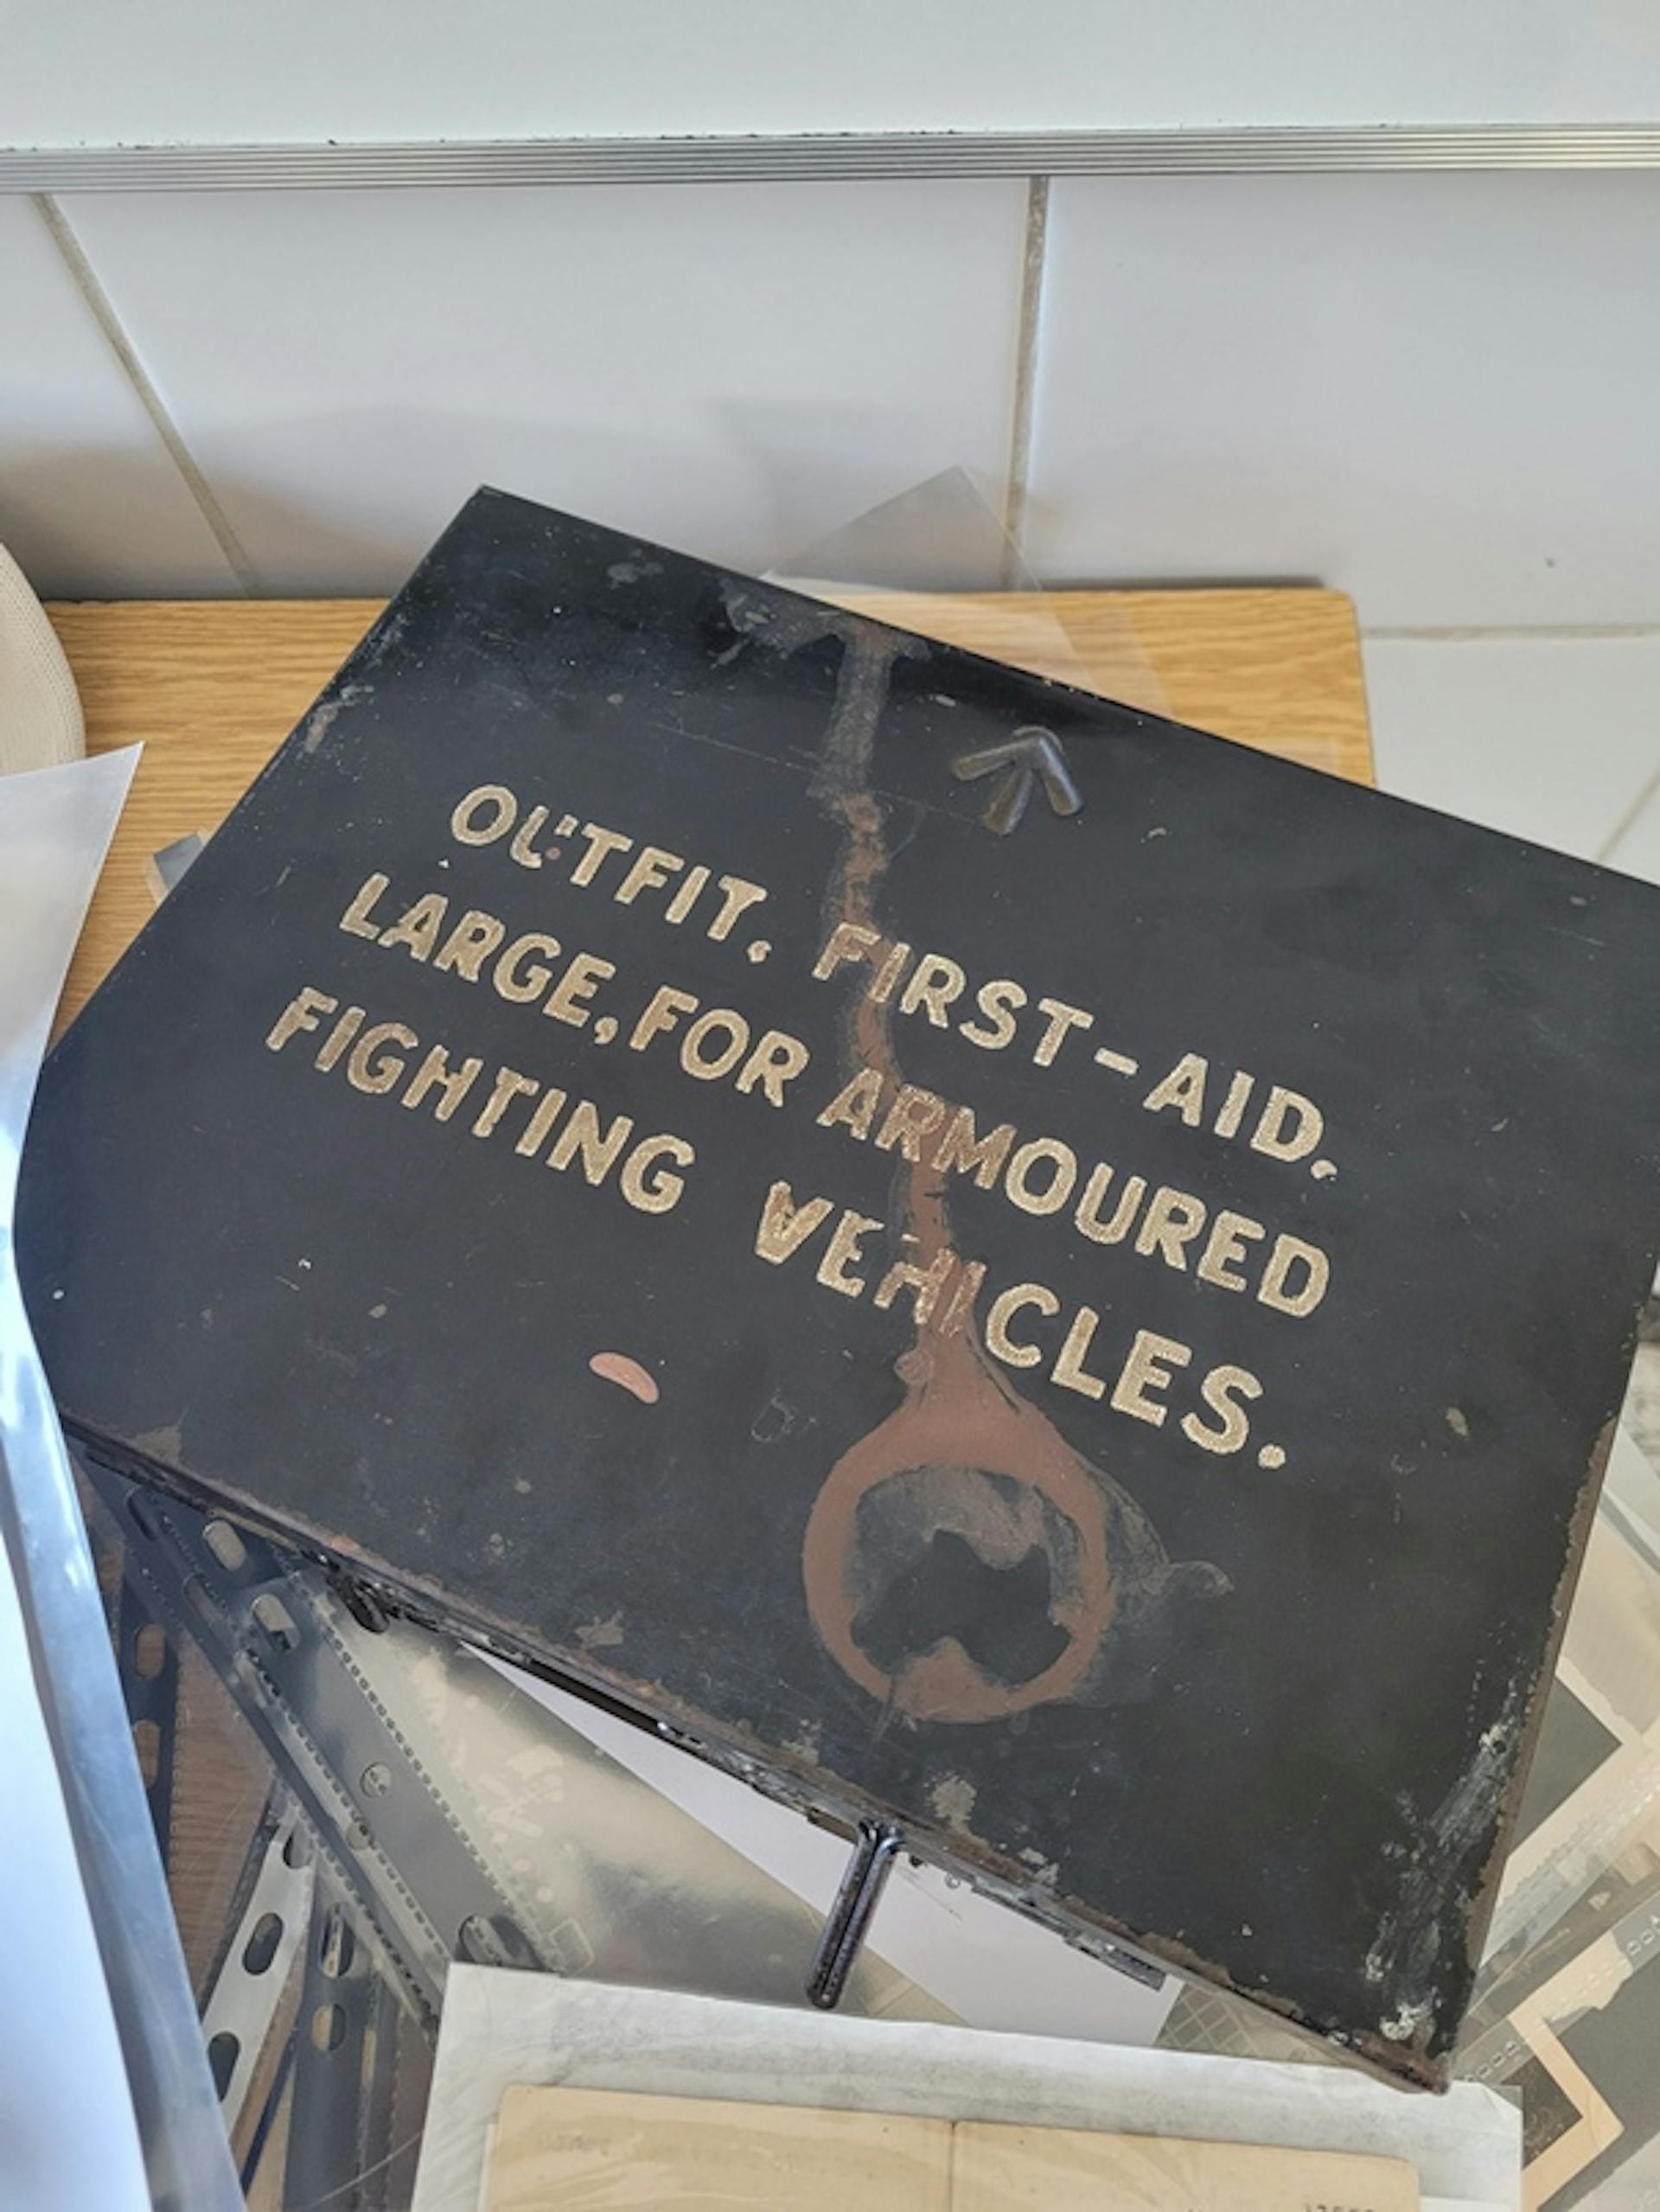 OUTFIT. FIRST-AID.
LARGE, FOR ARMOURED
FIGHTING VEHICLES.